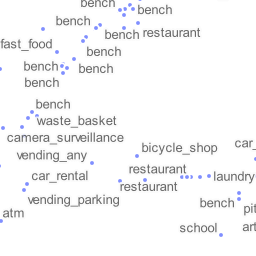 bench
bench
bench
bench
restaurant
fast_food
bench
bench
bench
bench
bench
waste_basket
camera_surveillance
bicycle_shop
car_
vending_any
restaurant
car_rental
laundry
restaurant
vending_parking
bench
pit
atm
school
art